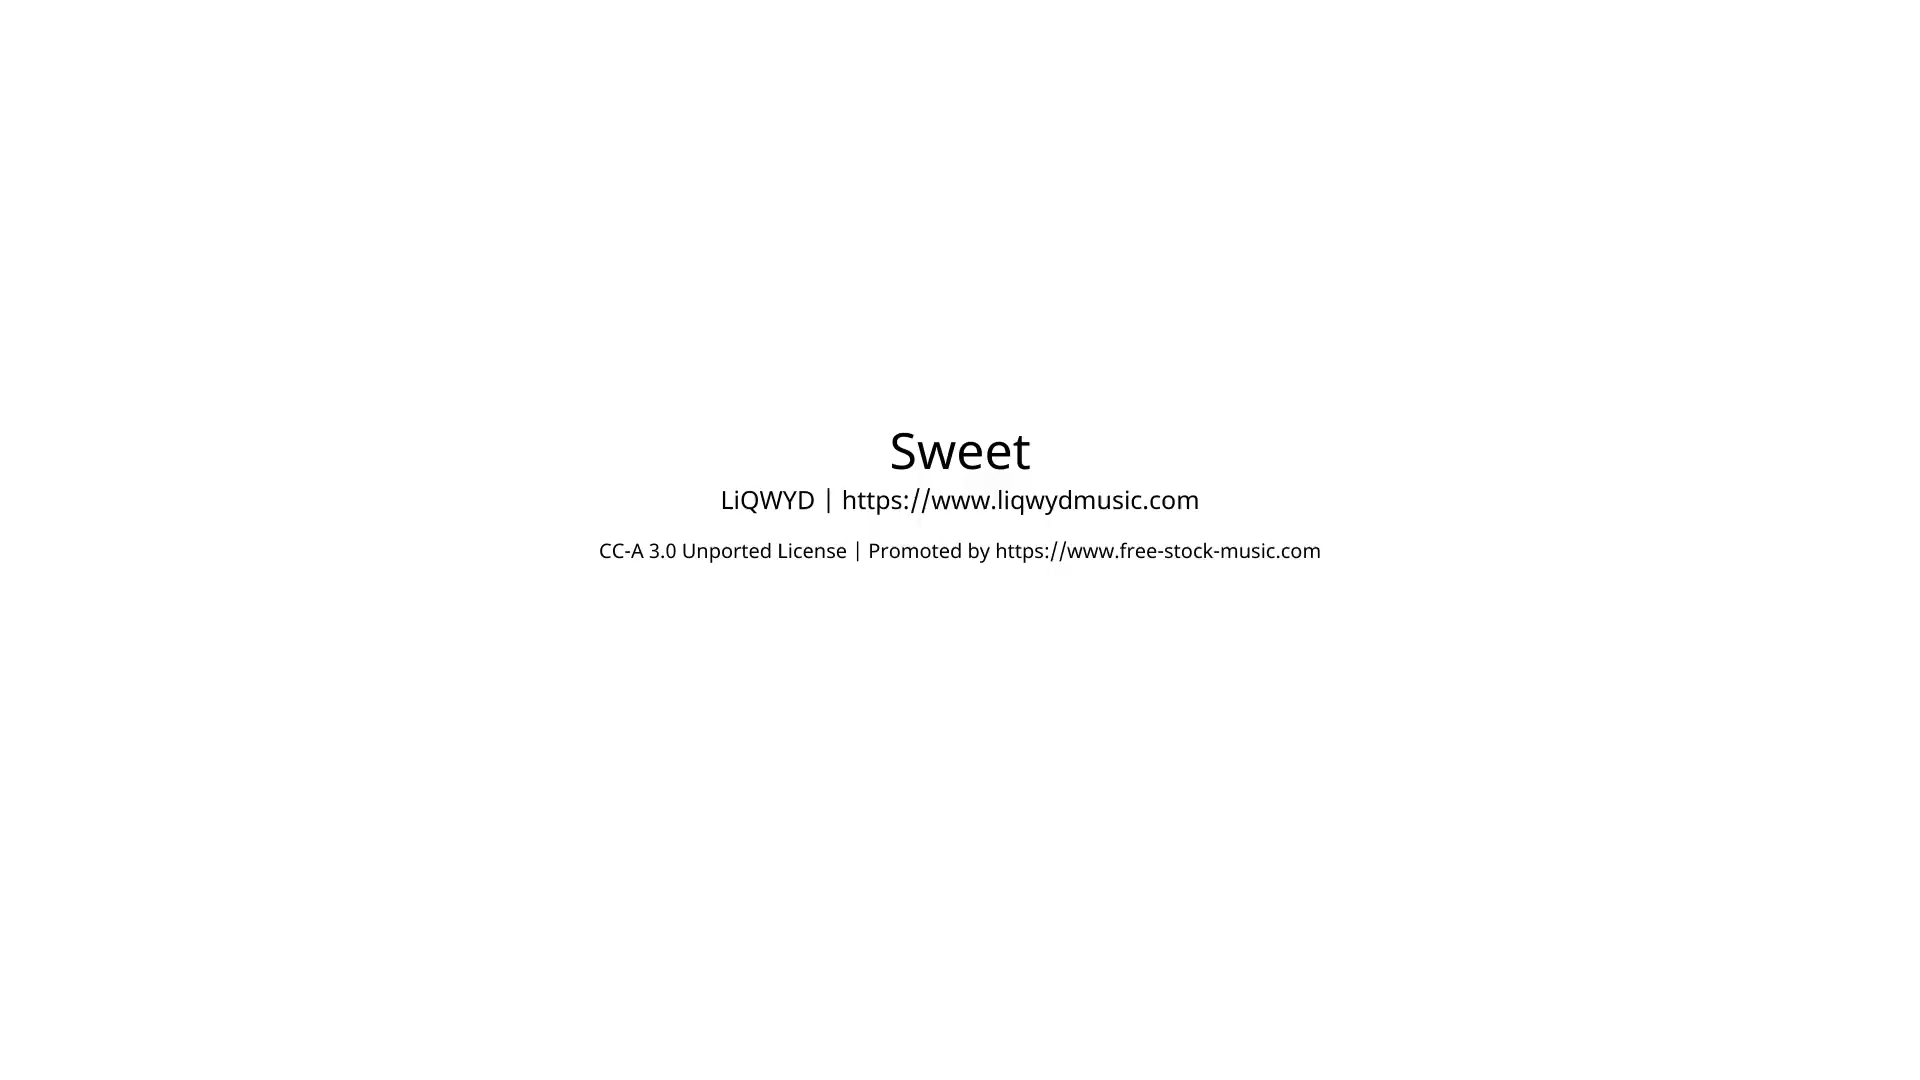 Sweet
LiQWYD | https://www.liqwydmusic.com
CC-A 3.0 Unported License | Promoted by https://www.free-stock-music.com